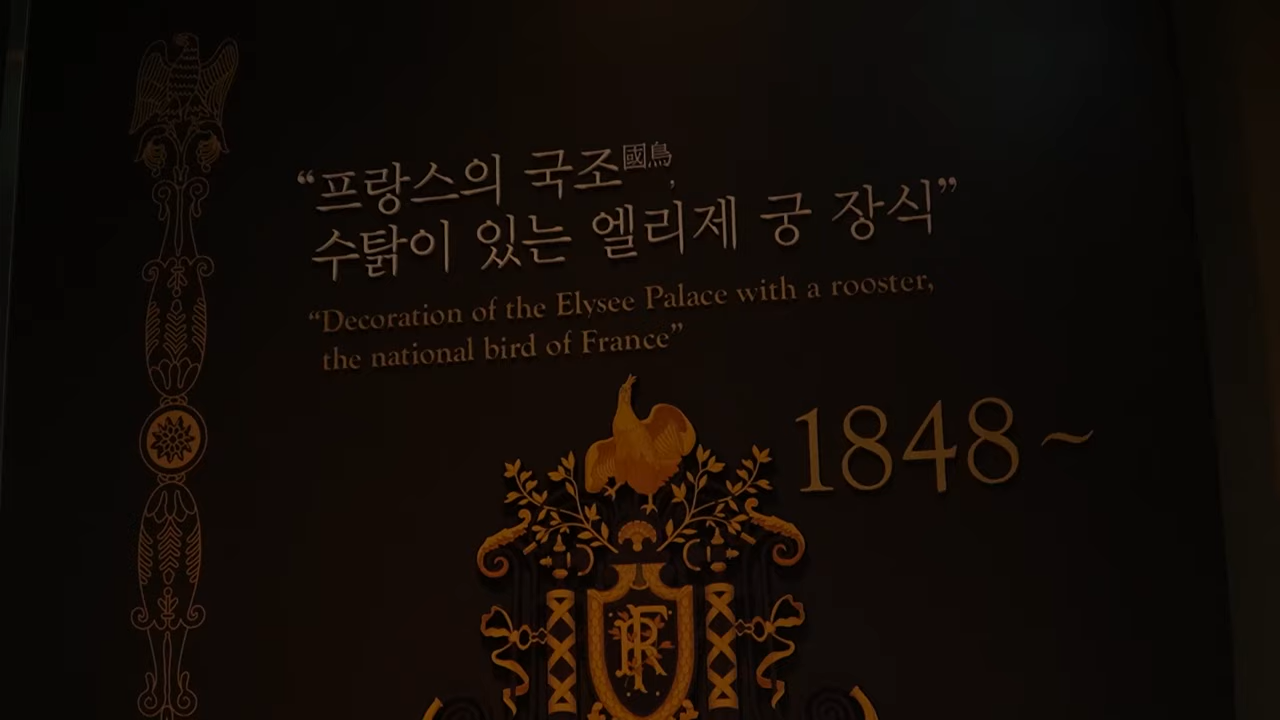 “프랑스의 국조國鳥,
수탉이 있는 엘리제 궁 장식”
“Decoration of the Elysee Palace with a rooster,
the national bird of France”
1848~
RF